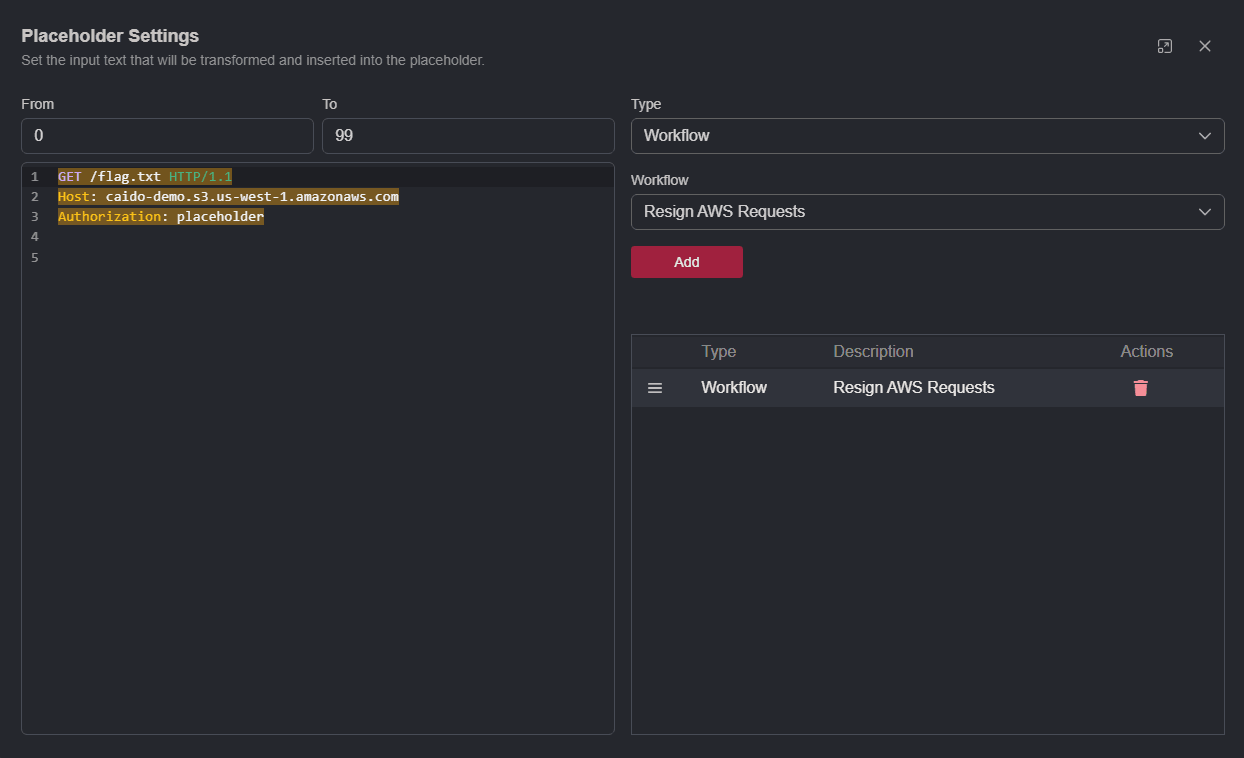 Placeholder Settings
Set the input text that will be transformed and inserted into the placeholder.
From
To
0
99
1 GET /flag.txt HTTP/1.1
2 Host: caido-demo.s3.us-west-1.amazonaws.com
3 Authorization: placeholder
4
5
Type
Workflow
Workflow
Resign AWS Requests
Add
Type Description Actions
Workflow Resign AWS Requests